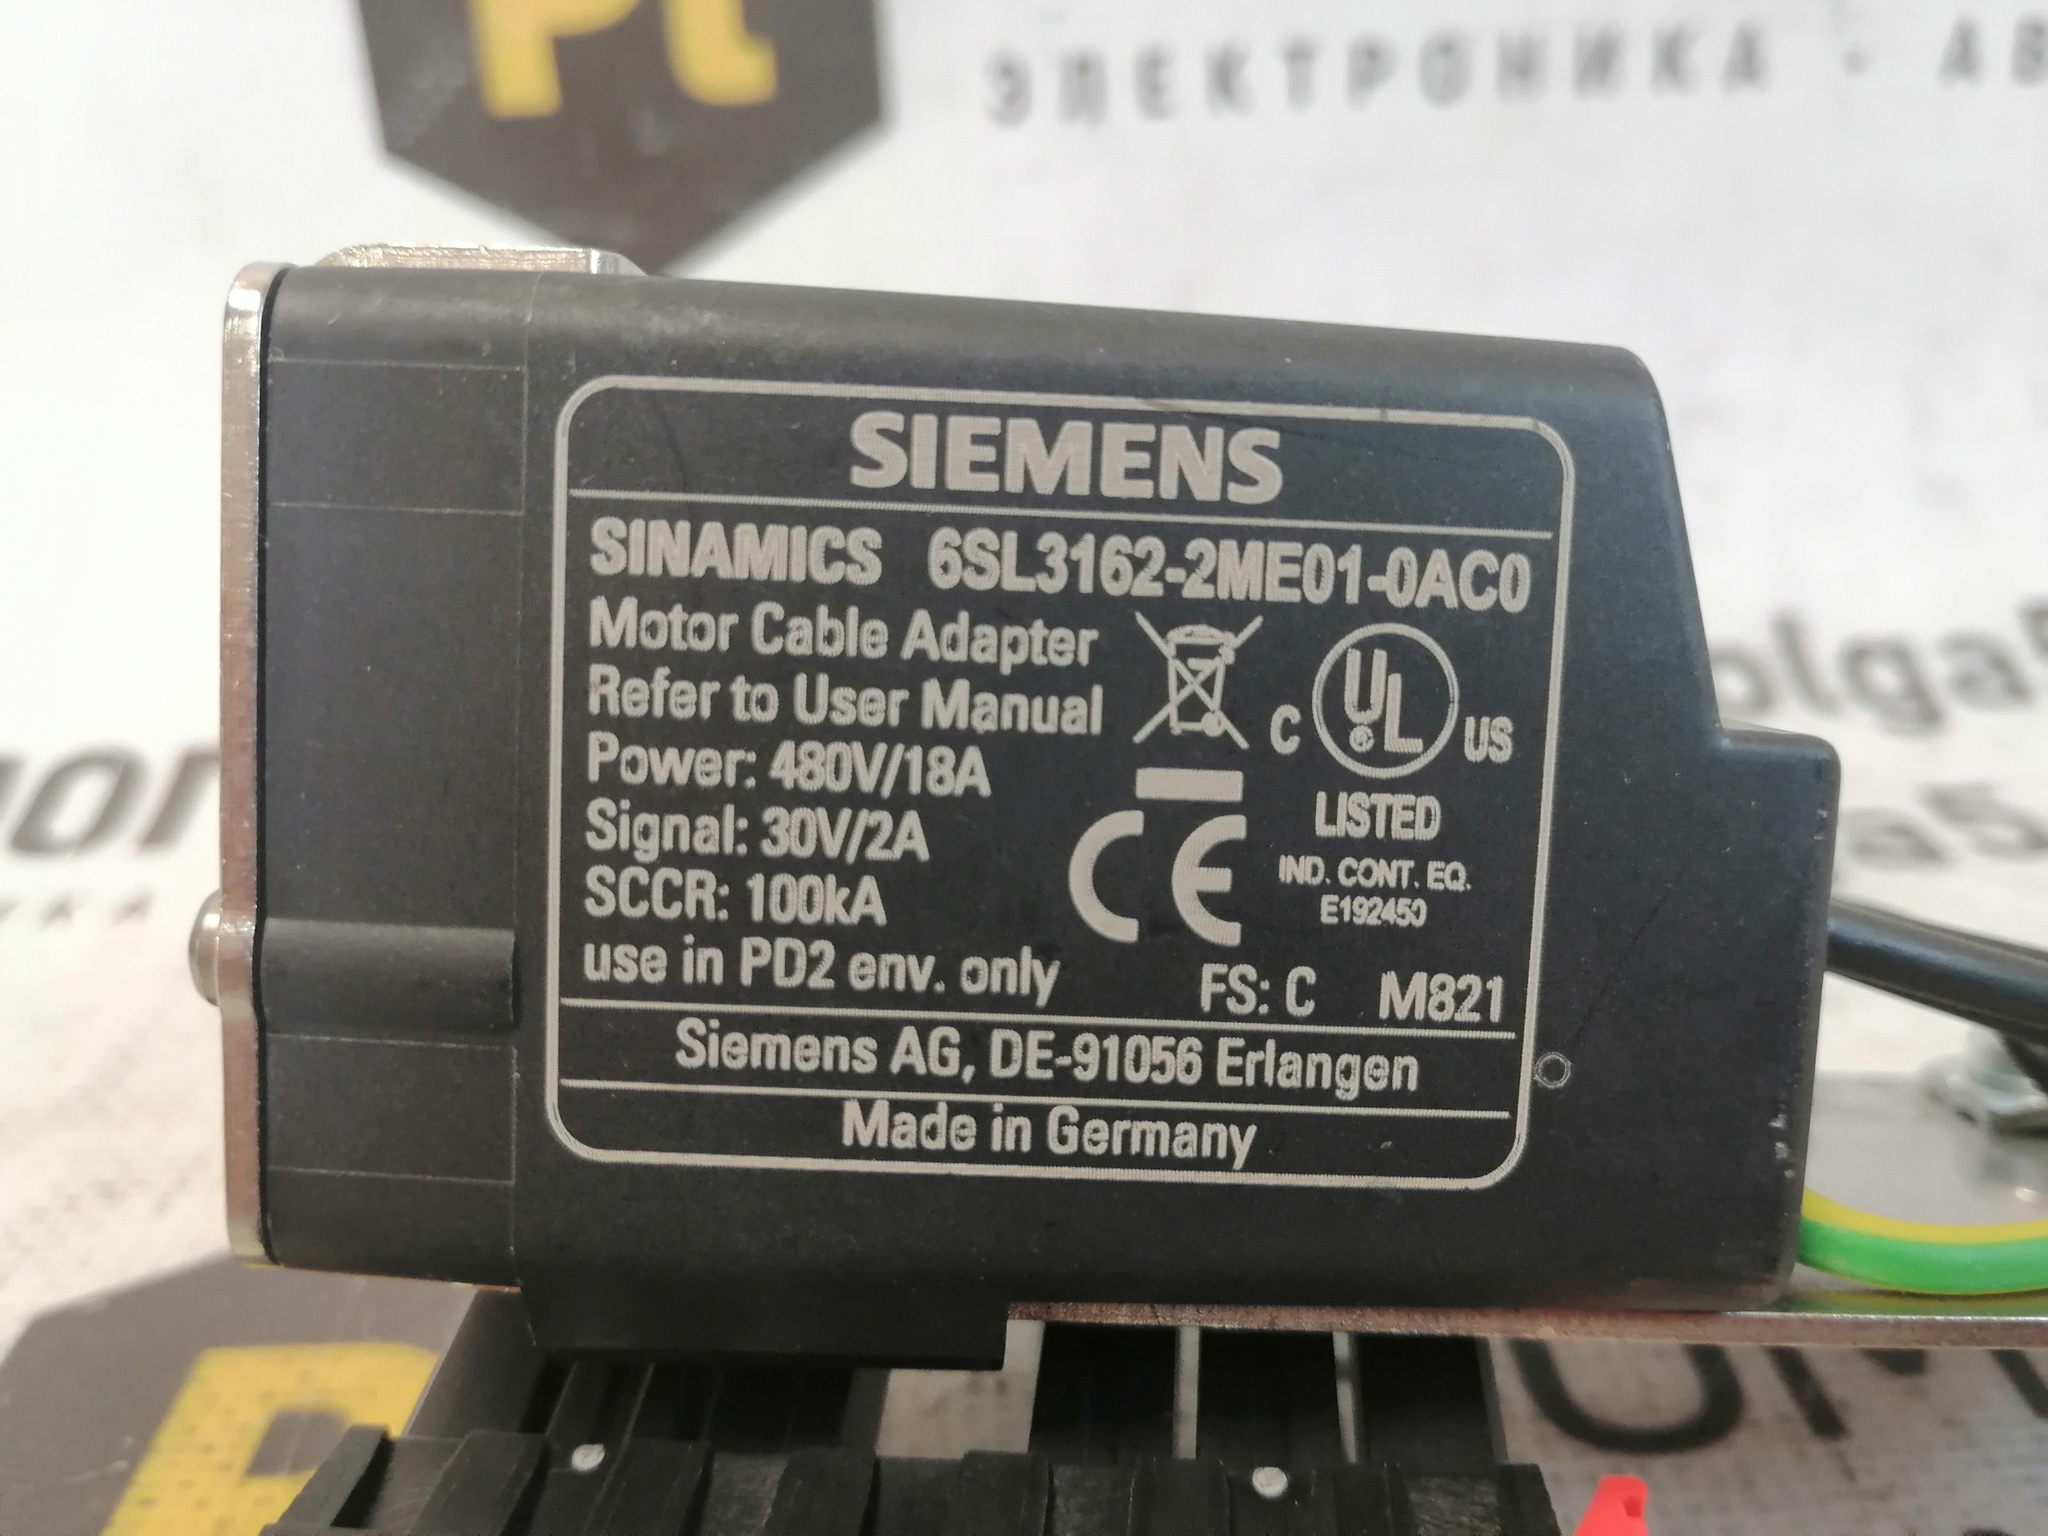 ЭЛЕКТРОНИКА - АВ
SIEMENS
SINAMICS 6SL3162-2ME01-0AC0
Motor Cable Adapter
Refer to User Manual
Power: 480V/18A
Signal: 30V/2A
SCCR: 100kA
use in PD2 env. only
C UL US
LISTED
IND. CONT. EQ.
E192450
CE
FS: C M821
Siemens AG, DE-91056 Erlangen
Made in Germany